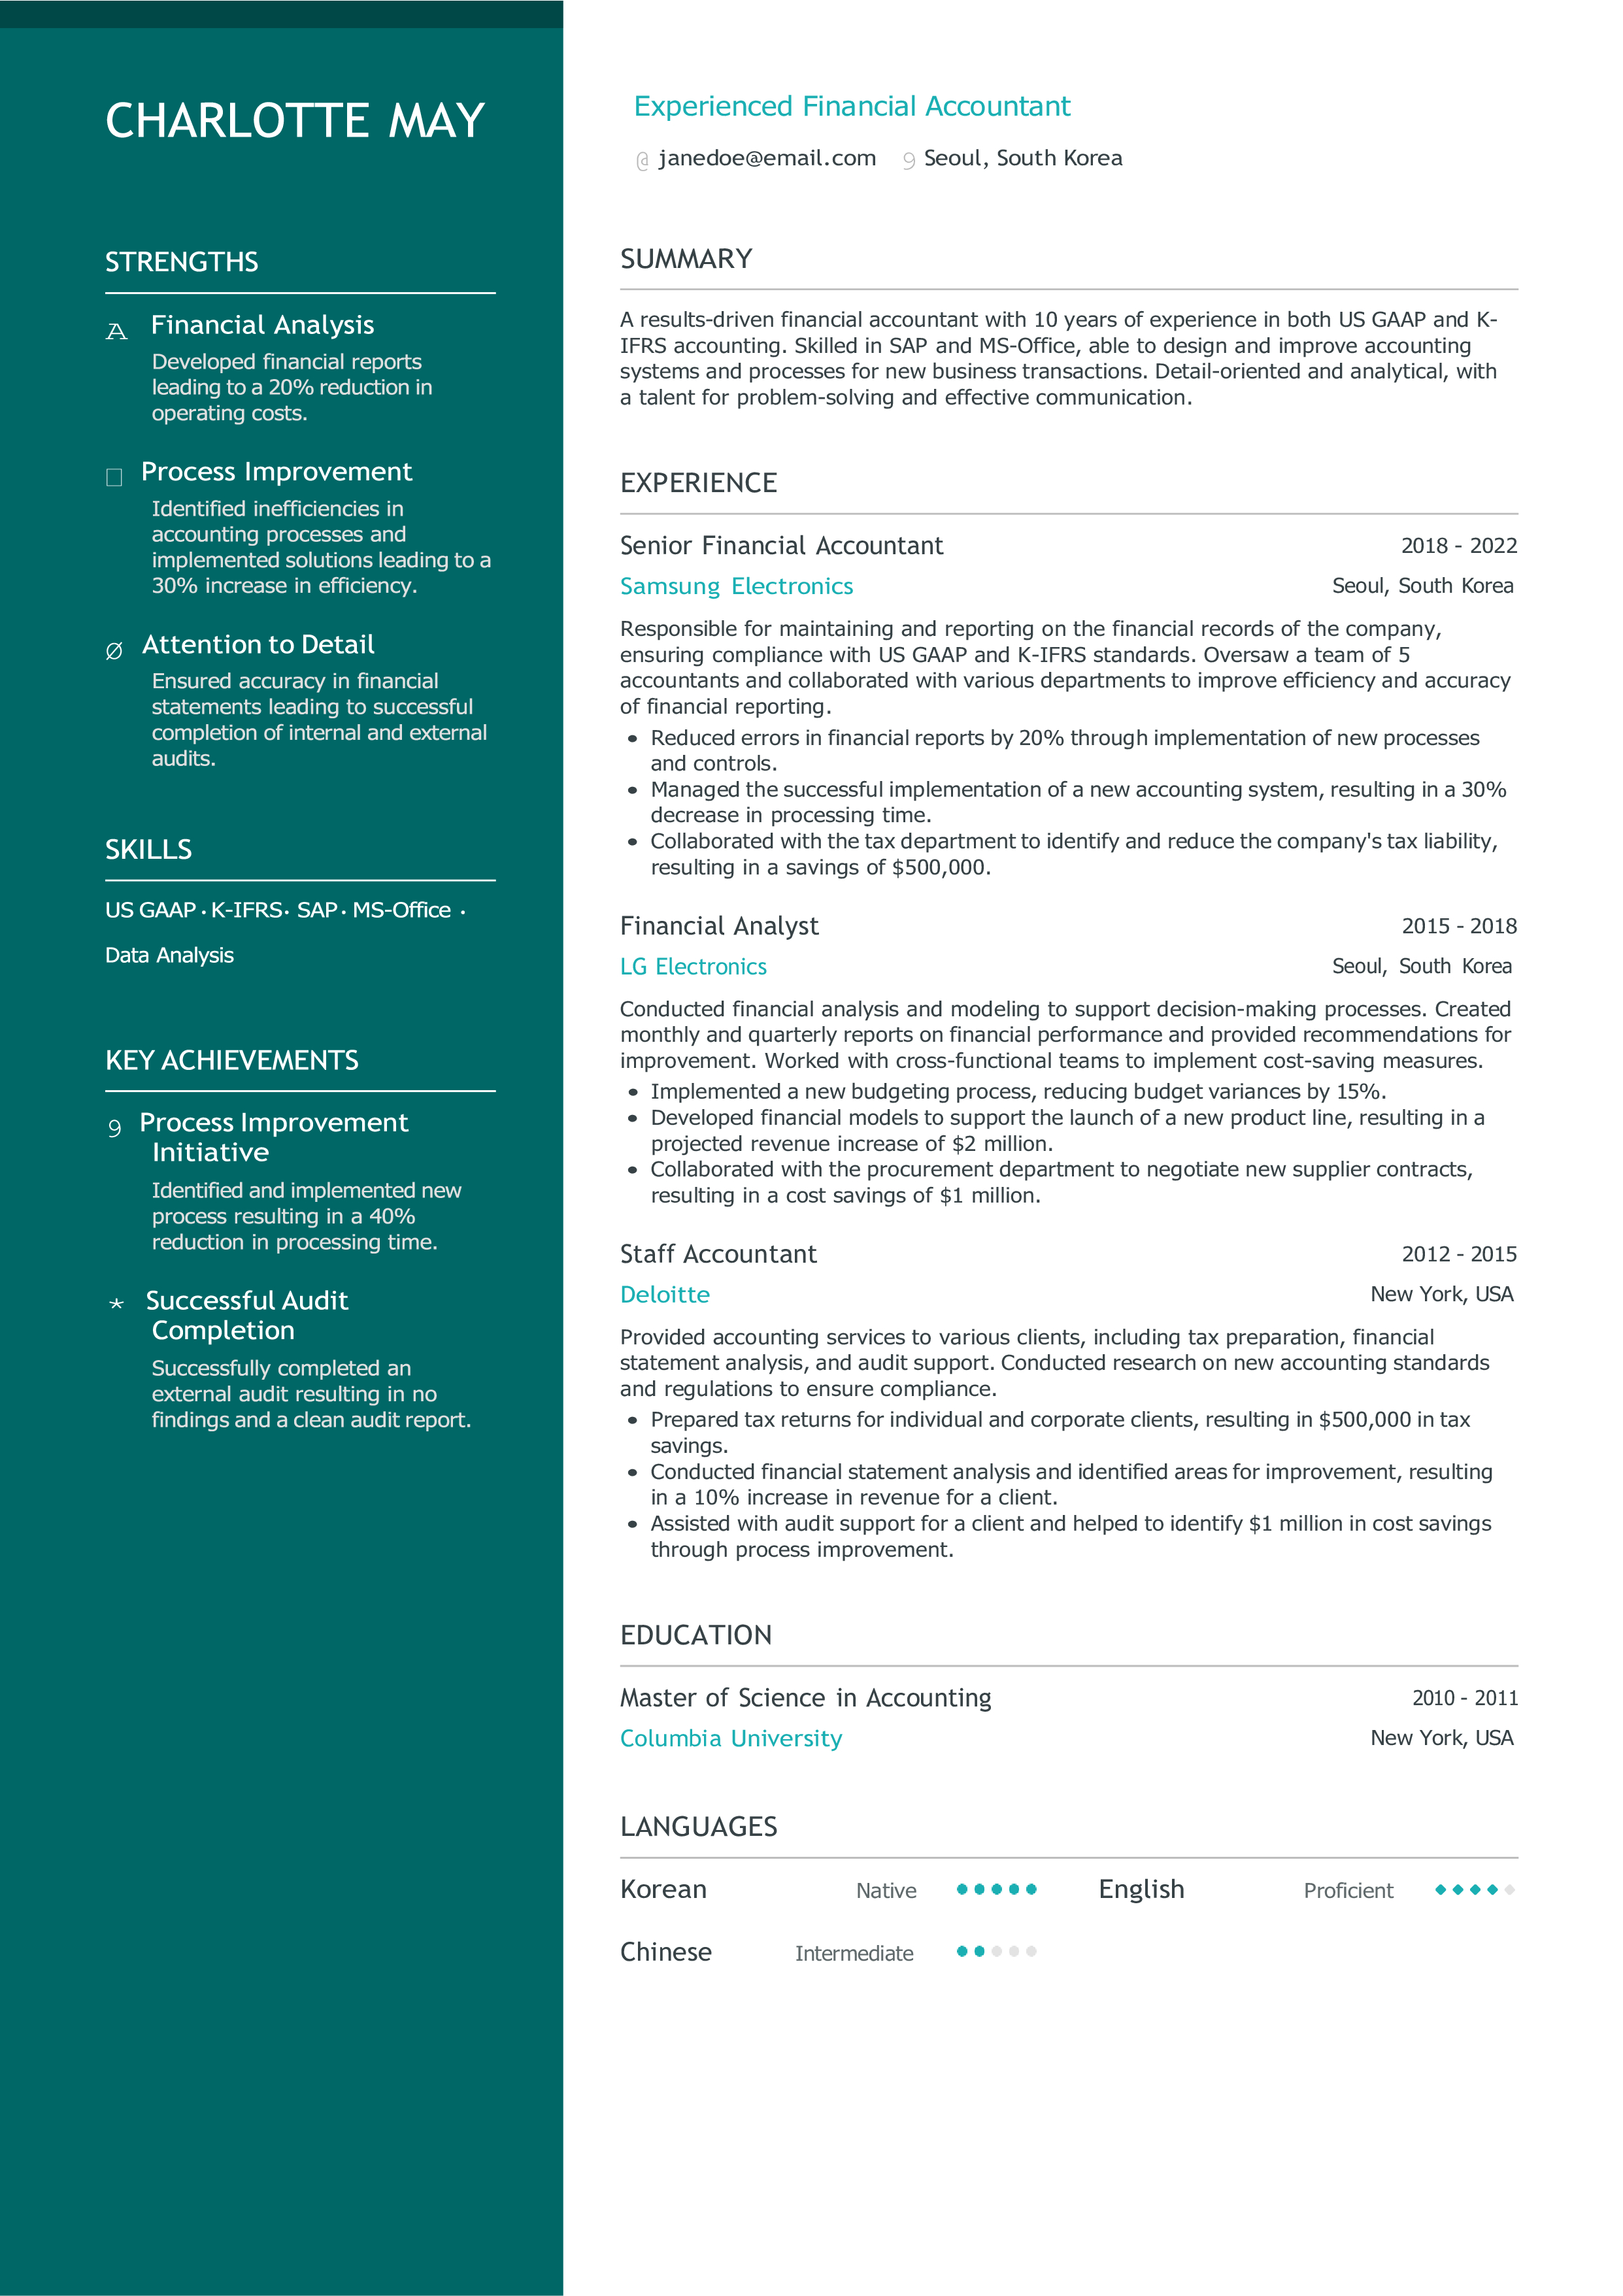 CHARLOTTE MAY
STRENGTHS
Financial Analysis
Developed financial reports
leading to a 20% reduction in
operating costs.
Process Improvement
Identified inefficiencies in
accounting processes and
implemented solutions leading to a
30% increase in efficiency.
Ø Attention to Detail
Ensured accuracy in financial
statements leading to successful
completion of internal and external
audits.
SKILLS
US GAAP · K-IFRS · SAP · MS-Office ·
Data Analysis
KEY ACHIEVEMENTS
9 Process Improvement
Initiative
Identified and implemented new
process resulting in a 40%
reduction in processing time.
* Successful Audit
Completion
Successfully completed an
external audit resulting in no
findings and a clean audit report.
Experienced Financial Accountant
@ janedoe@email.com 9 Seoul, South Korea
SUMMARY
A results-driven financial accountant with 10 years of experience in both US GAAP and K-
IFRS accounting. Skilled in SAP and MS-Office, able to design and improve accounting
systems and processes for new business transactions. Detail-oriented and analytical, with
a talent for problem-solving and effective communication.
EXPERIENCE
Senior Financial Accountant 2018 - 2022
Samsung Electronics Seoul, South Korea
Responsible for maintaining and reporting on the financial records of the company,
ensuring compliance with US GAAP and K-IFRS standards. Oversaw a team of 5
accountants and collaborated with various departments to improve efficiency and accuracy
of financial reporting.
• Reduced errors in financial reports by 20% through implementation of new processes
and controls.
• Managed the successful implementation of a new accounting system, resulting in a 30%
decrease in processing time.
• Collaborated with the tax department to identify and reduce the company's tax liability,
resulting in a savings of $500,000.
Financial Analyst 2015 - 2018
LG Electronics Seoul, South Korea
Conducted financial analysis and modeling to support decision-making processes. Created
monthly and quarterly reports on financial performance and provided recommendations for
improvement. Worked with cross-functional teams to implement cost-saving measures.
• Implemented a new budgeting process, reducing budget variances by 15%.
• Developed financial models to support the launch of a new product line, resulting in a
projected revenue increase of $2 million.
• Collaborated with the procurement department to negotiate new supplier contracts,
resulting in a cost savings of $1 million.
Staff Accountant 2012 - 2015
Deloitte New York, USA
Provided accounting services to various clients, including tax preparation, financial
statement analysis, and audit support. Conducted research on new accounting standards
and regulations to ensure compliance.
• Prepared tax returns for individual and corporate clients, resulting in $500,000 in tax
savings.
• Conducted financial statement analysis and identified areas for improvement, resulting
in a 10% increase in revenue for a client.
• Assisted with audit support for a client and helped to identify $1 million in cost savings
through process improvement.
EDUCATION
Master of Science in Accounting 2010 - 2011
Columbia University New York, USA
LANGUAGES
Korean Native English Proficient
Chinese Intermediate